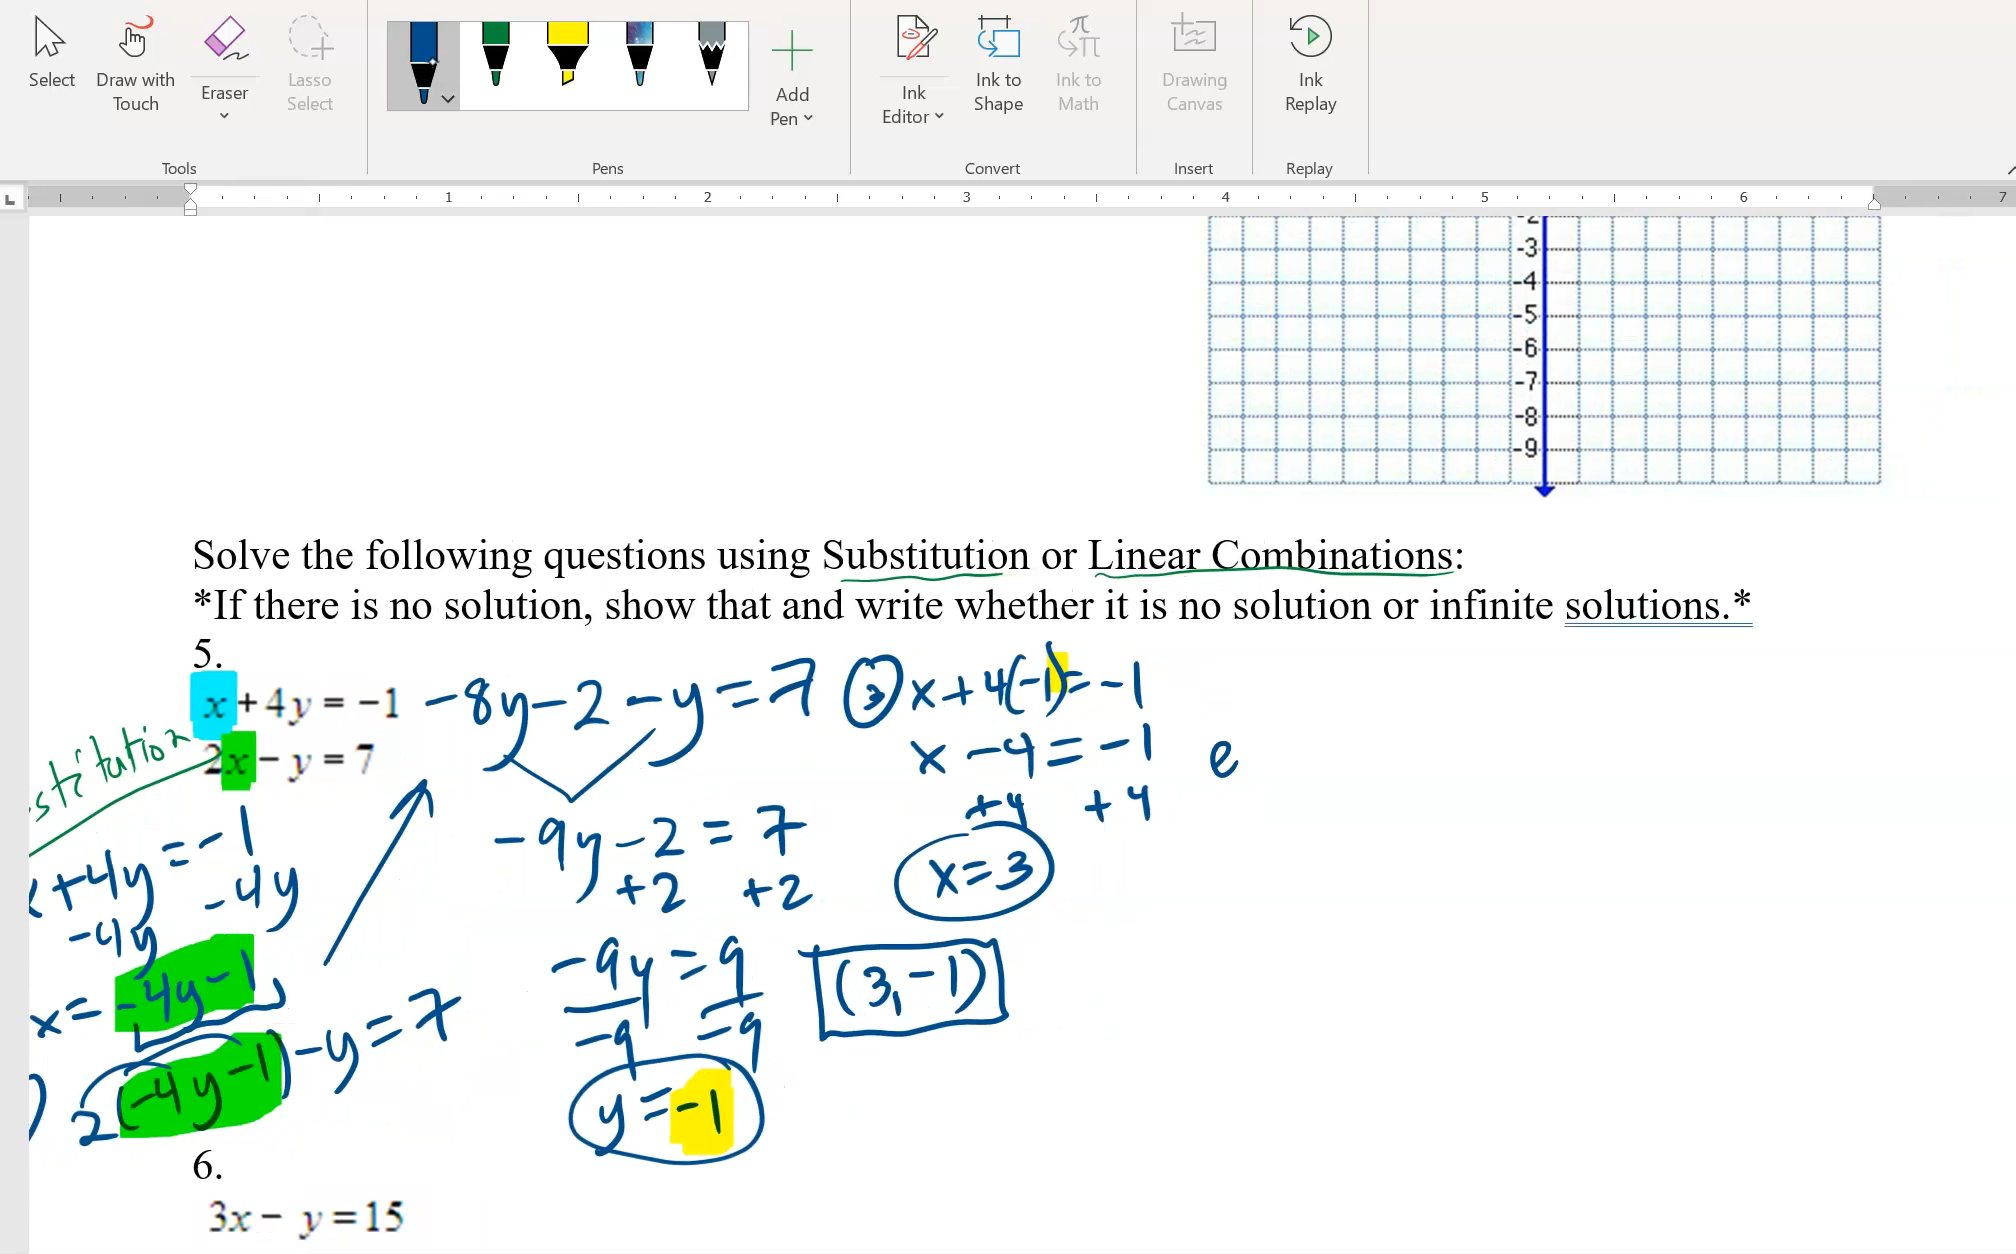 Select
Draw with Touch
Eraser
Lasso Select
Add Pen
Ink Editor
Ink to Shape
Ink to Math
Drawing Canvas
Ink Replay
Tools
Pens
Convert
Insert
Replay
1 2 3 4 5 6 7
-2
-3
-4
-5
-6
-7
-8
-9
Solve the following questions using Substitution or Linear Combinations:
*If there is no solution, show that and write whether it is no solution or infinite solutions.*
5.
x + 4y = −1
2x − y = 7
stitution
x+4y = -1
-4y -4y
x = -4y-1
2(-4y-1)-y=7
-8y-2-y=7
-9y-2=7
+2 +2
-9y=9
-9 =9
y=-1
x+4(-1)=-1
x-4=-1
+4 +4
x=3
(3,-1)
e
6.
3x − y = 15